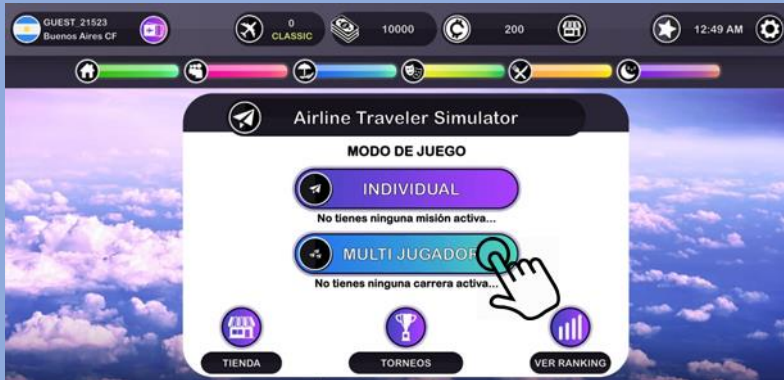 GUEST_21523
Buenos Aires CF
0
CLASSIC
10000
200
12:49 AM
Airline Traveler Simulator
MODO DE JUEGO
INDIVIDUAL
No tienes ninguna misión activa...
MULTI JUGADOR
No tienes ninguna carrera activa...
TIENDA
TORNEOS
VER RANKING